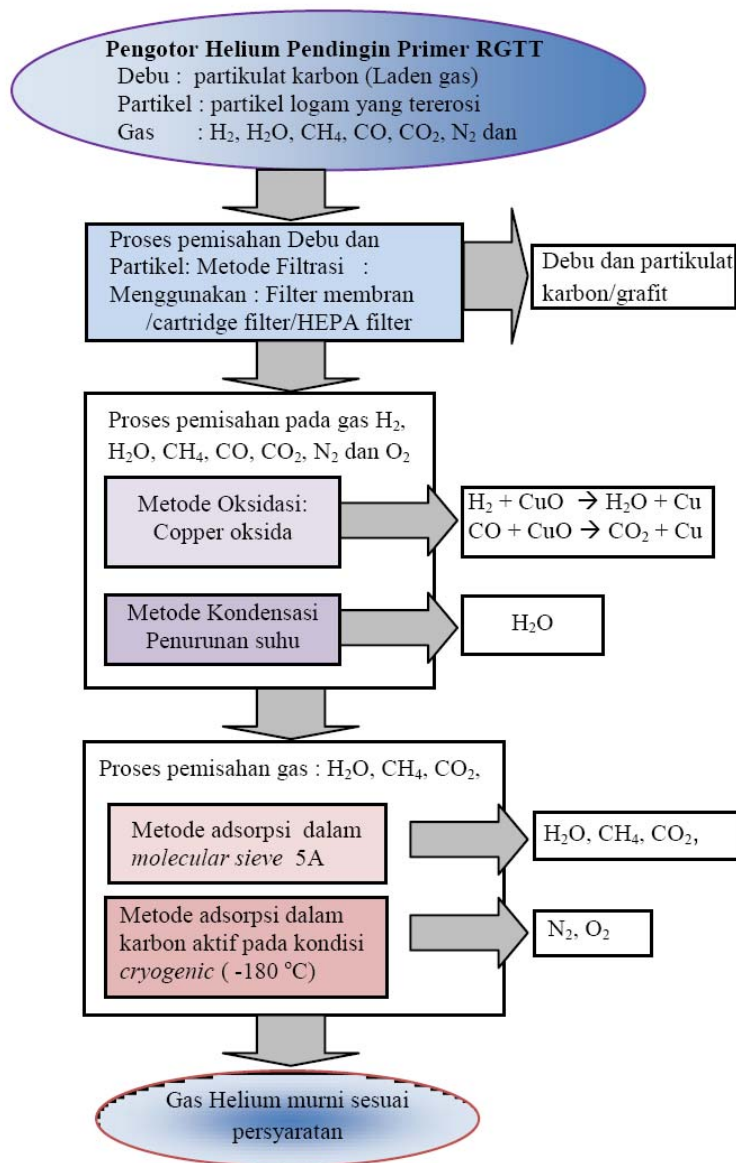 Pengotor Helium Pendingin Primer RGTT
Debu : partikulat karbon (Laden gas)
Partikel : partikel logam yang tererosi
Gas : H₂, H₂O, CH₄, CO, CO₂, N₂ dan
Proses pemisahan Debu dan
Partikel: Metode Filtrasi :
Menggunakan : Filter membran
/cartridge filter/HEPA filter
Debu dan partikulat
karbon/grafit
Proses pemisahan pada gas H₂,
H₂O, CH₄, CO, CO₂, N₂ dan O₂
Metode Oksidasi:
Copper oksida
H₂ + CuO → H₂O + Cu
CO + CuO → CO₂ + Cu
Metode Kondensasi
Penurunan suhu
H₂O
Proses pemisahan gas : H₂O, CH₄, CO₂,
Metode adsorpsi dalam
molecular sieve 5A
H₂O, CH₄, CO₂,
Metode adsorpsi dalam
karbon aktif pada kondisi
cryogenic ( -180 °C)
N₂, O₂
Gas Helium murni sesuai
persyaratan